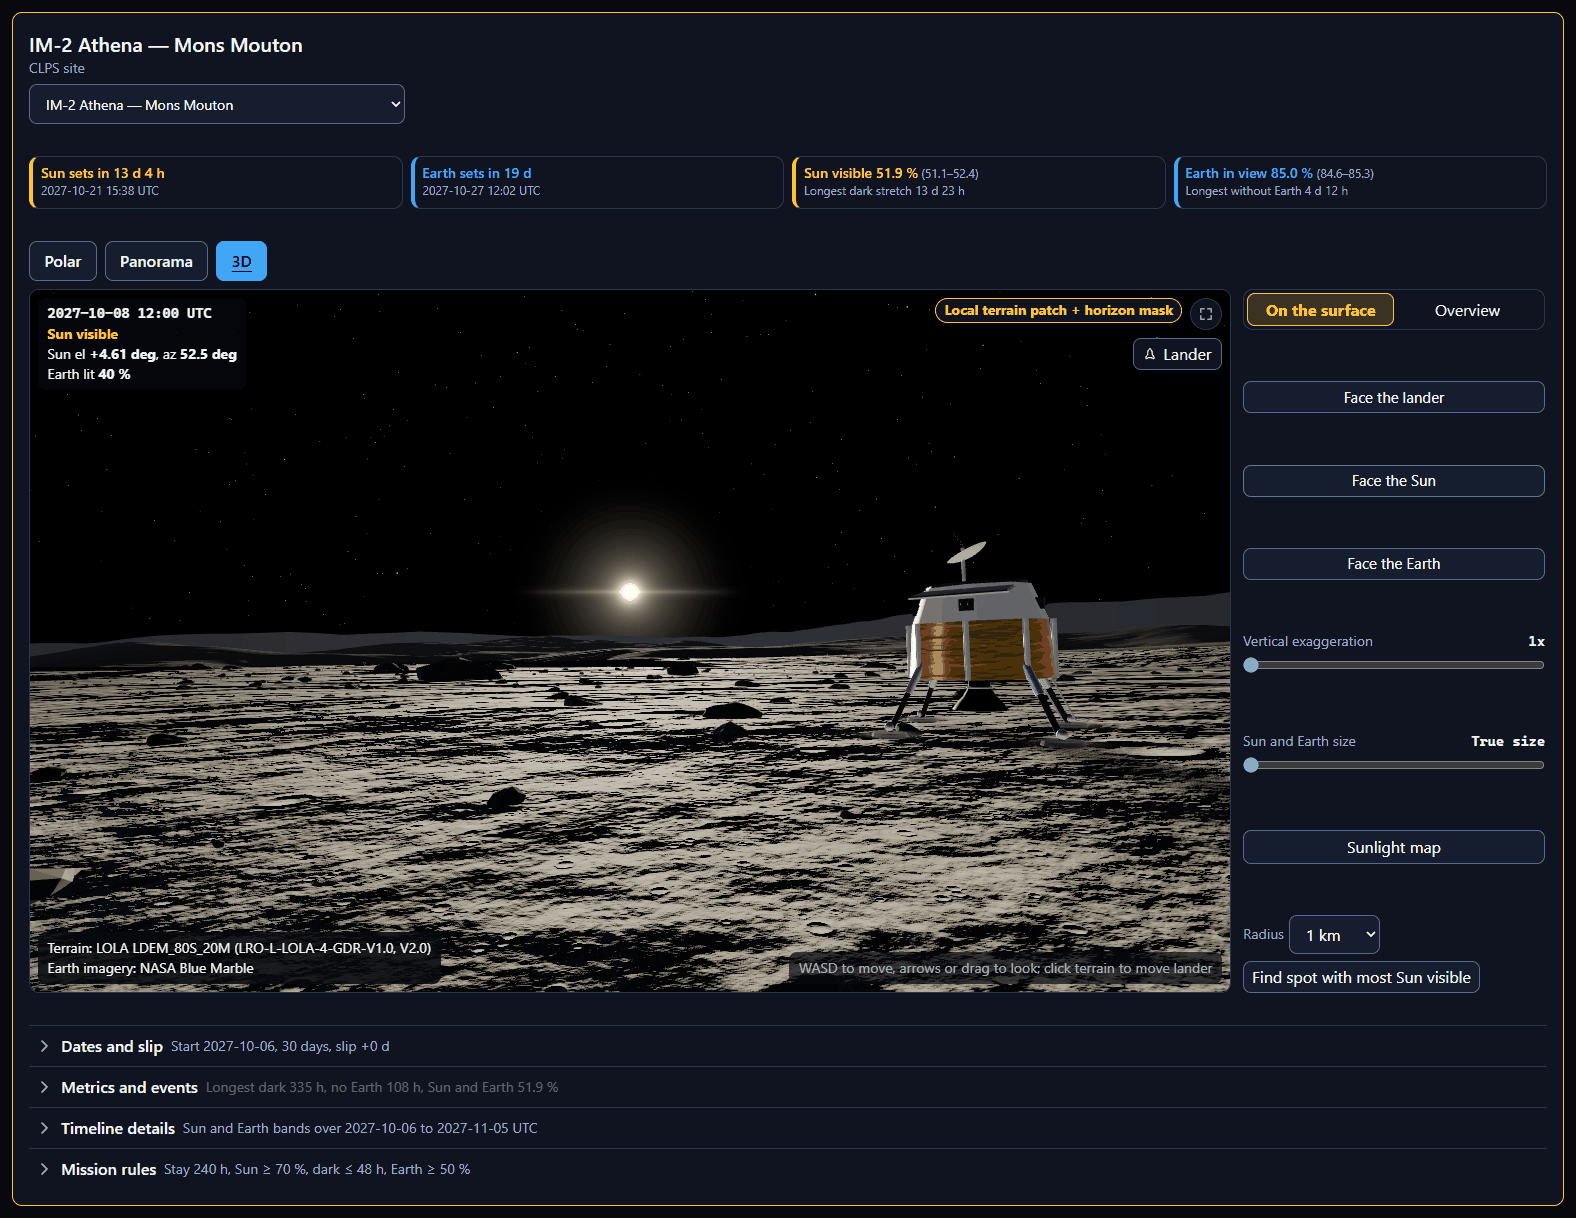 IM-2 Athena — Mons Mouton
CLPS site
IM-2 Athena — Mons Mouton
Sun sets in 13 d 4 h
2027-10-21 15:38 UTC
Earth sets in 19 d
2027-10-27 12:02 UTC
Sun visible 51.9 % (51.1–52.4)
Longest dark stretch 13 d 23 h
Earth in view 85.0 % (84.6–85.3)
Longest without Earth 4 d 12 h
Polar
Panorama
3D
2027-10-08 12:00 UTC
Sun visible
Sun el +4.61 deg, az 52.5 deg
Earth lit 40 %
Local terrain patch + horizon mask
Lander
Terrain: LOLA LDEM_80S_20M (LRO-L-LOLA-4-GDR-V1.0, V2.0)
Earth imagery: NASA Blue Marble
WASD to move, arrows or drag to look; click terrain to move lander
On the surface
Overview
Face the lander
Face the Sun
Face the Earth
Vertical exaggeration 1x
Sun and Earth size True size
Sunlight map
Radius 1 km
Find spot with most Sun visible
Dates and slip Start 2027-10-06, 30 days, slip +0 d
Metrics and events Longest dark 335 h, no Earth 108 h, Sun and Earth 51.9 %
Timeline details Sun and Earth bands over 2027-10-06 to 2027-11-05 UTC
Mission rules Stay 240 h, Sun ≥ 70 %, dark ≤ 48 h, Earth ≥ 50 %